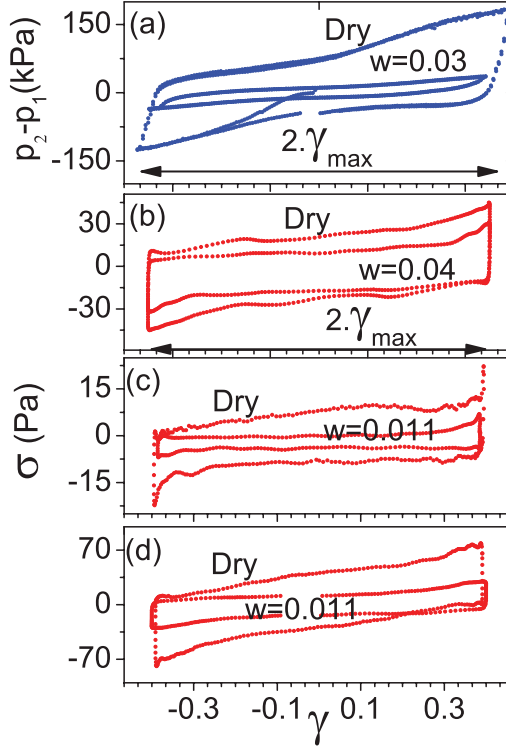 (a)
Dry
w=0.03
2.γmax
150
0
-150
p2-p1(kPa)
(b)
Dry
w=0.04
2.γmax
30
0
-30
(c)
Dry
w=0.011
15
0
-15
σ (Pa)
(d)
Dry
w=0.011
70
0
-70
-0.3 -0.1 0.1 0.3
γ